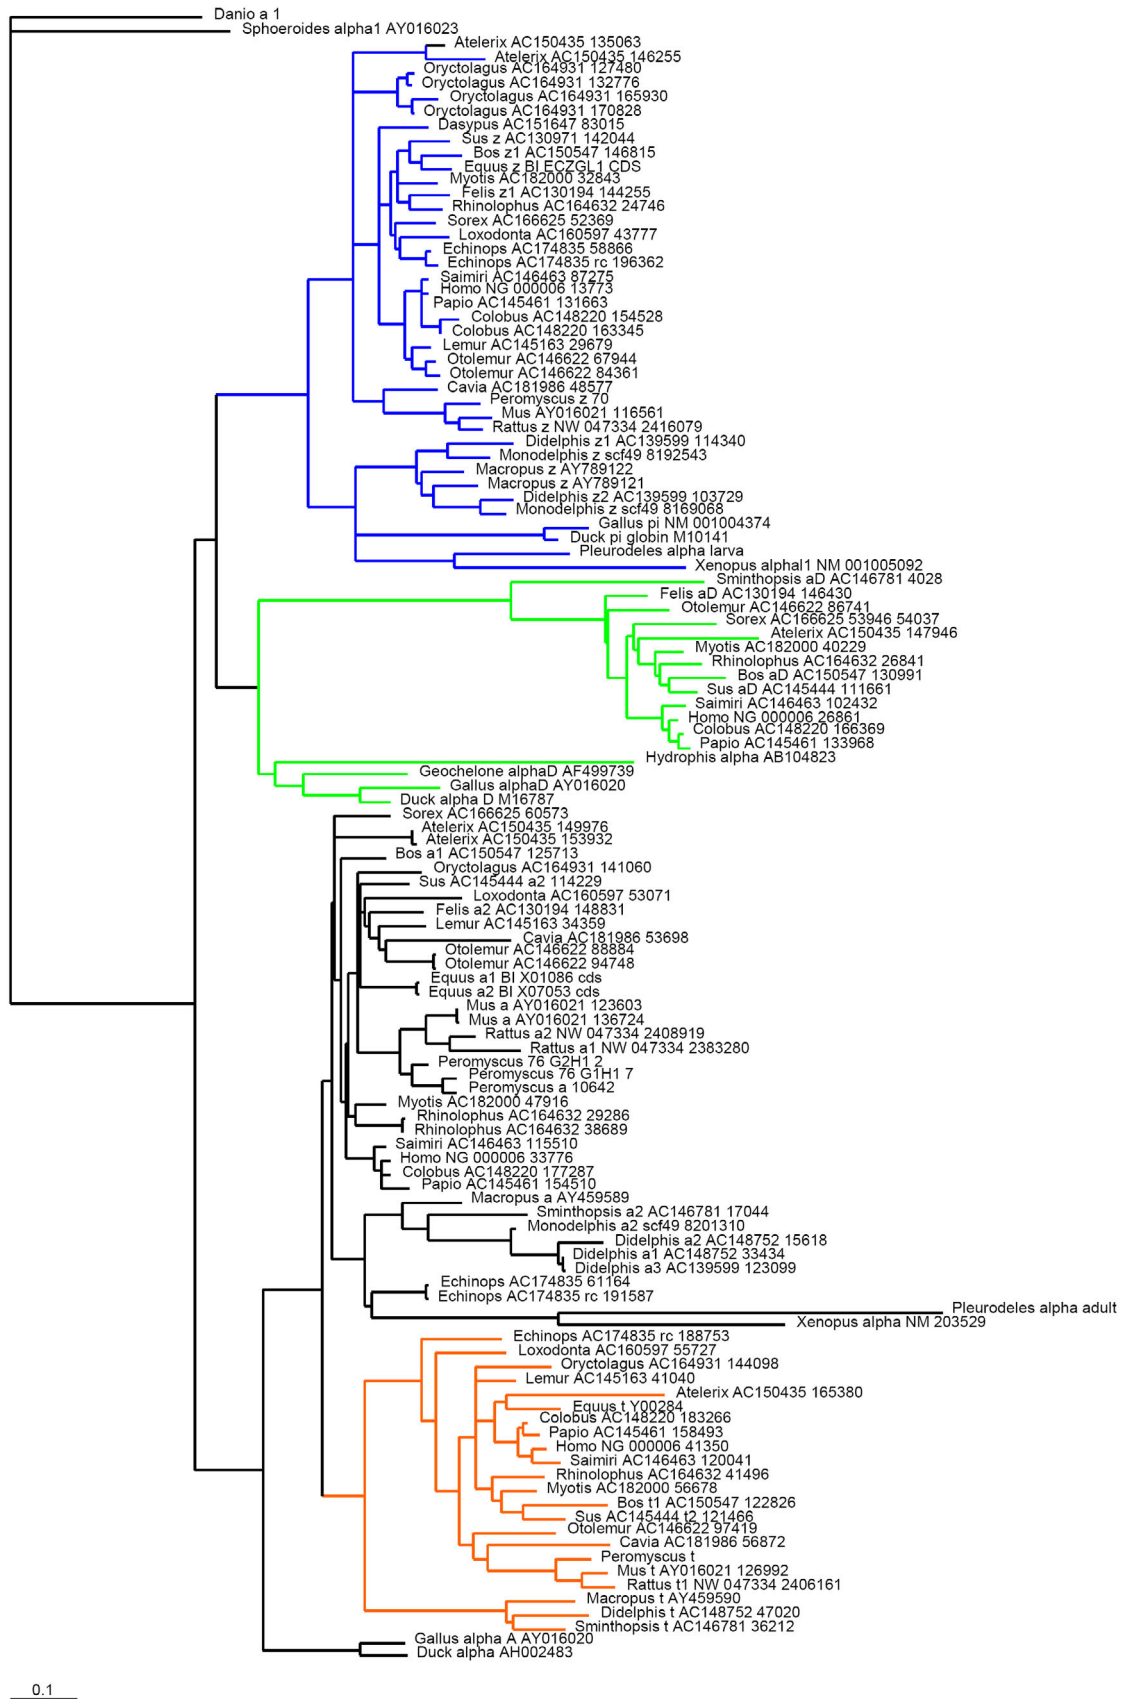 Danio a 1
Sphoeroides alpha1 AY016023
Atelerix AC150435 135063
Atelerix AC150435 146255
Oryctolagus AC164931 127480
Oryctolagus AC164931 132776
Oryctolagus AC164931 165930
Oryctolagus AC164931 170828
Dasypus AC151647 83015
Sus z AC130971 142044
Bos z1 AC150547 146815
Equus z BI ECZGL1 CDS
Myotis AC182000 32843
Felis z1 AC130194 144255
Rhinolophus AC164632 24746
Sorex AC166625 52369
Loxodonta AC160597 43777
Echinops AC174835 58866
Echinops AC174835 rc 196362
Saimiri AC146463 87275
Homo NG 000006 13773
Papio AC145461 131663
Colobus AC148220 154528
Colobus AC148220 163345
Lemur AC145163 29679
Otolemur AC146622 67944
Otolemur AC146622 84361
Cavia AC181986 48577
Peromyscus z 70
Mus AY016021 116561
Rattus z NW 047334 2416079
Didelphis z1 AC139599 114340
Monodelphis z scf49 8192543
Macropus z AY789122
Macropus z AY789121
Didelphis z2 AC139599 103729
Monodelphis z scf49 8169068
Gallus pi NM 001004374
Duck pi globin M10141
Pleurodeles alpha larva
Xenopus alphal1 NM 001005092
Sminthopsis aD AC146781 4028
Felis aD AC130194 146430
Otolemur AC146622 86741
Sorex AC166625 53946 54037
Atelerix AC150435 147946
Myotis AC182000 40229
Rhinolophus AC164632 26841
Bos aD AC150547 130991
Sus aD AC145444 111661
Saimiri AC146463 102432
Homo NG 000006 26861
Colobus AC148220 166369
Papio AC145461 133968
Hydrophis alpha AB104823
Geochelone alphaD AF499739
Gallus alphaD AY016020
Duck alpha D M16787
Sorex AC166625 60573
Atelerix AC150435 149976
Atelerix AC150435 153932
Bos a1 AC150547 125713
Oryctolagus AC164931 141060
Sus AC145444 a2 114229
Loxodonta AC160597 53071
Felis a2 AC130194 148831
Lemur AC145163 34359
Cavia AC181986 53698
Otolemur AC146622 88884
Otolemur AC146622 94748
Equus a1 BI X01086 cds
Equus a2 BI X07053 cds
Mus a AY016021 123603
Mus a AY016021 136724
Rattus a2 NW 047334 2408919
Rattus a1 NW 047334 2383280
Peromyscus 76 G2H1 2
Peromyscus 76 G1H1 7
Peromyscus a 10642
Myotis AC182000 47916
Rhinolophus AC164632 29286
Rhinolophus AC164632 38689
Saimiri AC146463 115510
Homo NG 000006 33776
Colobus AC148220 177287
Papio AC145461 154510
Macropus a AY459589
Sminthopsis a2 AC146781 17044
Monodelphis a2 scf49 8201310
Didelphis a2 AC148752 15618
Didelphis a1 AC148752 33434
Didelphis a3 AC139599 123099
Echinops AC174835 61164
Echinops AC174835 rc 191587
Pleurodeles alpha adult
Xenopus alpha NM 203529
Echinops AC174835 rc 188753
Loxodonta AC160597 55727
Oryctolagus AC164931 144098
Lemur AC145163 41040
Atelerix AC150435 165380
Equus t Y00284
Colobus AC148220 183266
Papio AC145461 158493
Homo NG 000006 41350
Saimiri AC146463 120041
Rhinolophus AC164632 41496
Myotis AC182000 56678
Bos t1 AC150547 122826
Sus AC145444 t2 121466
Otolemur AC146622 97419
Cavia AC181986 56872
Peromyscus t
Mus t AY016021 126992
Rattus t1 NW 047334 2406161
Macropus t AY459590
Didelphis t AC148752 47020
Sminthopsis t AC146781 36212
Gallus alpha A AY016020
Duck alpha AH002483
0.1